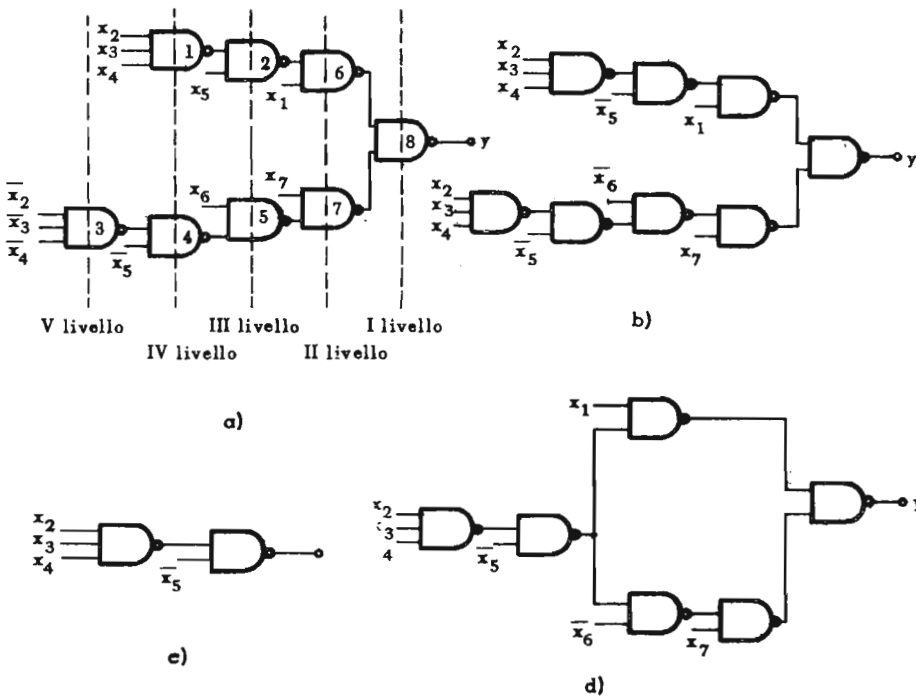 a)
x₂
x₃
x₄
1
x₅
2
x₁
6
8
y
x̅₂
x̅₃
x̅₄
3
x̅₅
4
x₆
5
x₇
7
V livello
IV livello
III livello
II livello
I livello
a)
x₂
x₃
x₄
x̅₅
x₁
y
x₂
x₃
x₄
x̅₅
x̅₆
x₇
b)
x₂
x₃
x₄
x̅₅
c)
x₁
₂
₃
4
x̅₅
x̅₆
x₇
d)